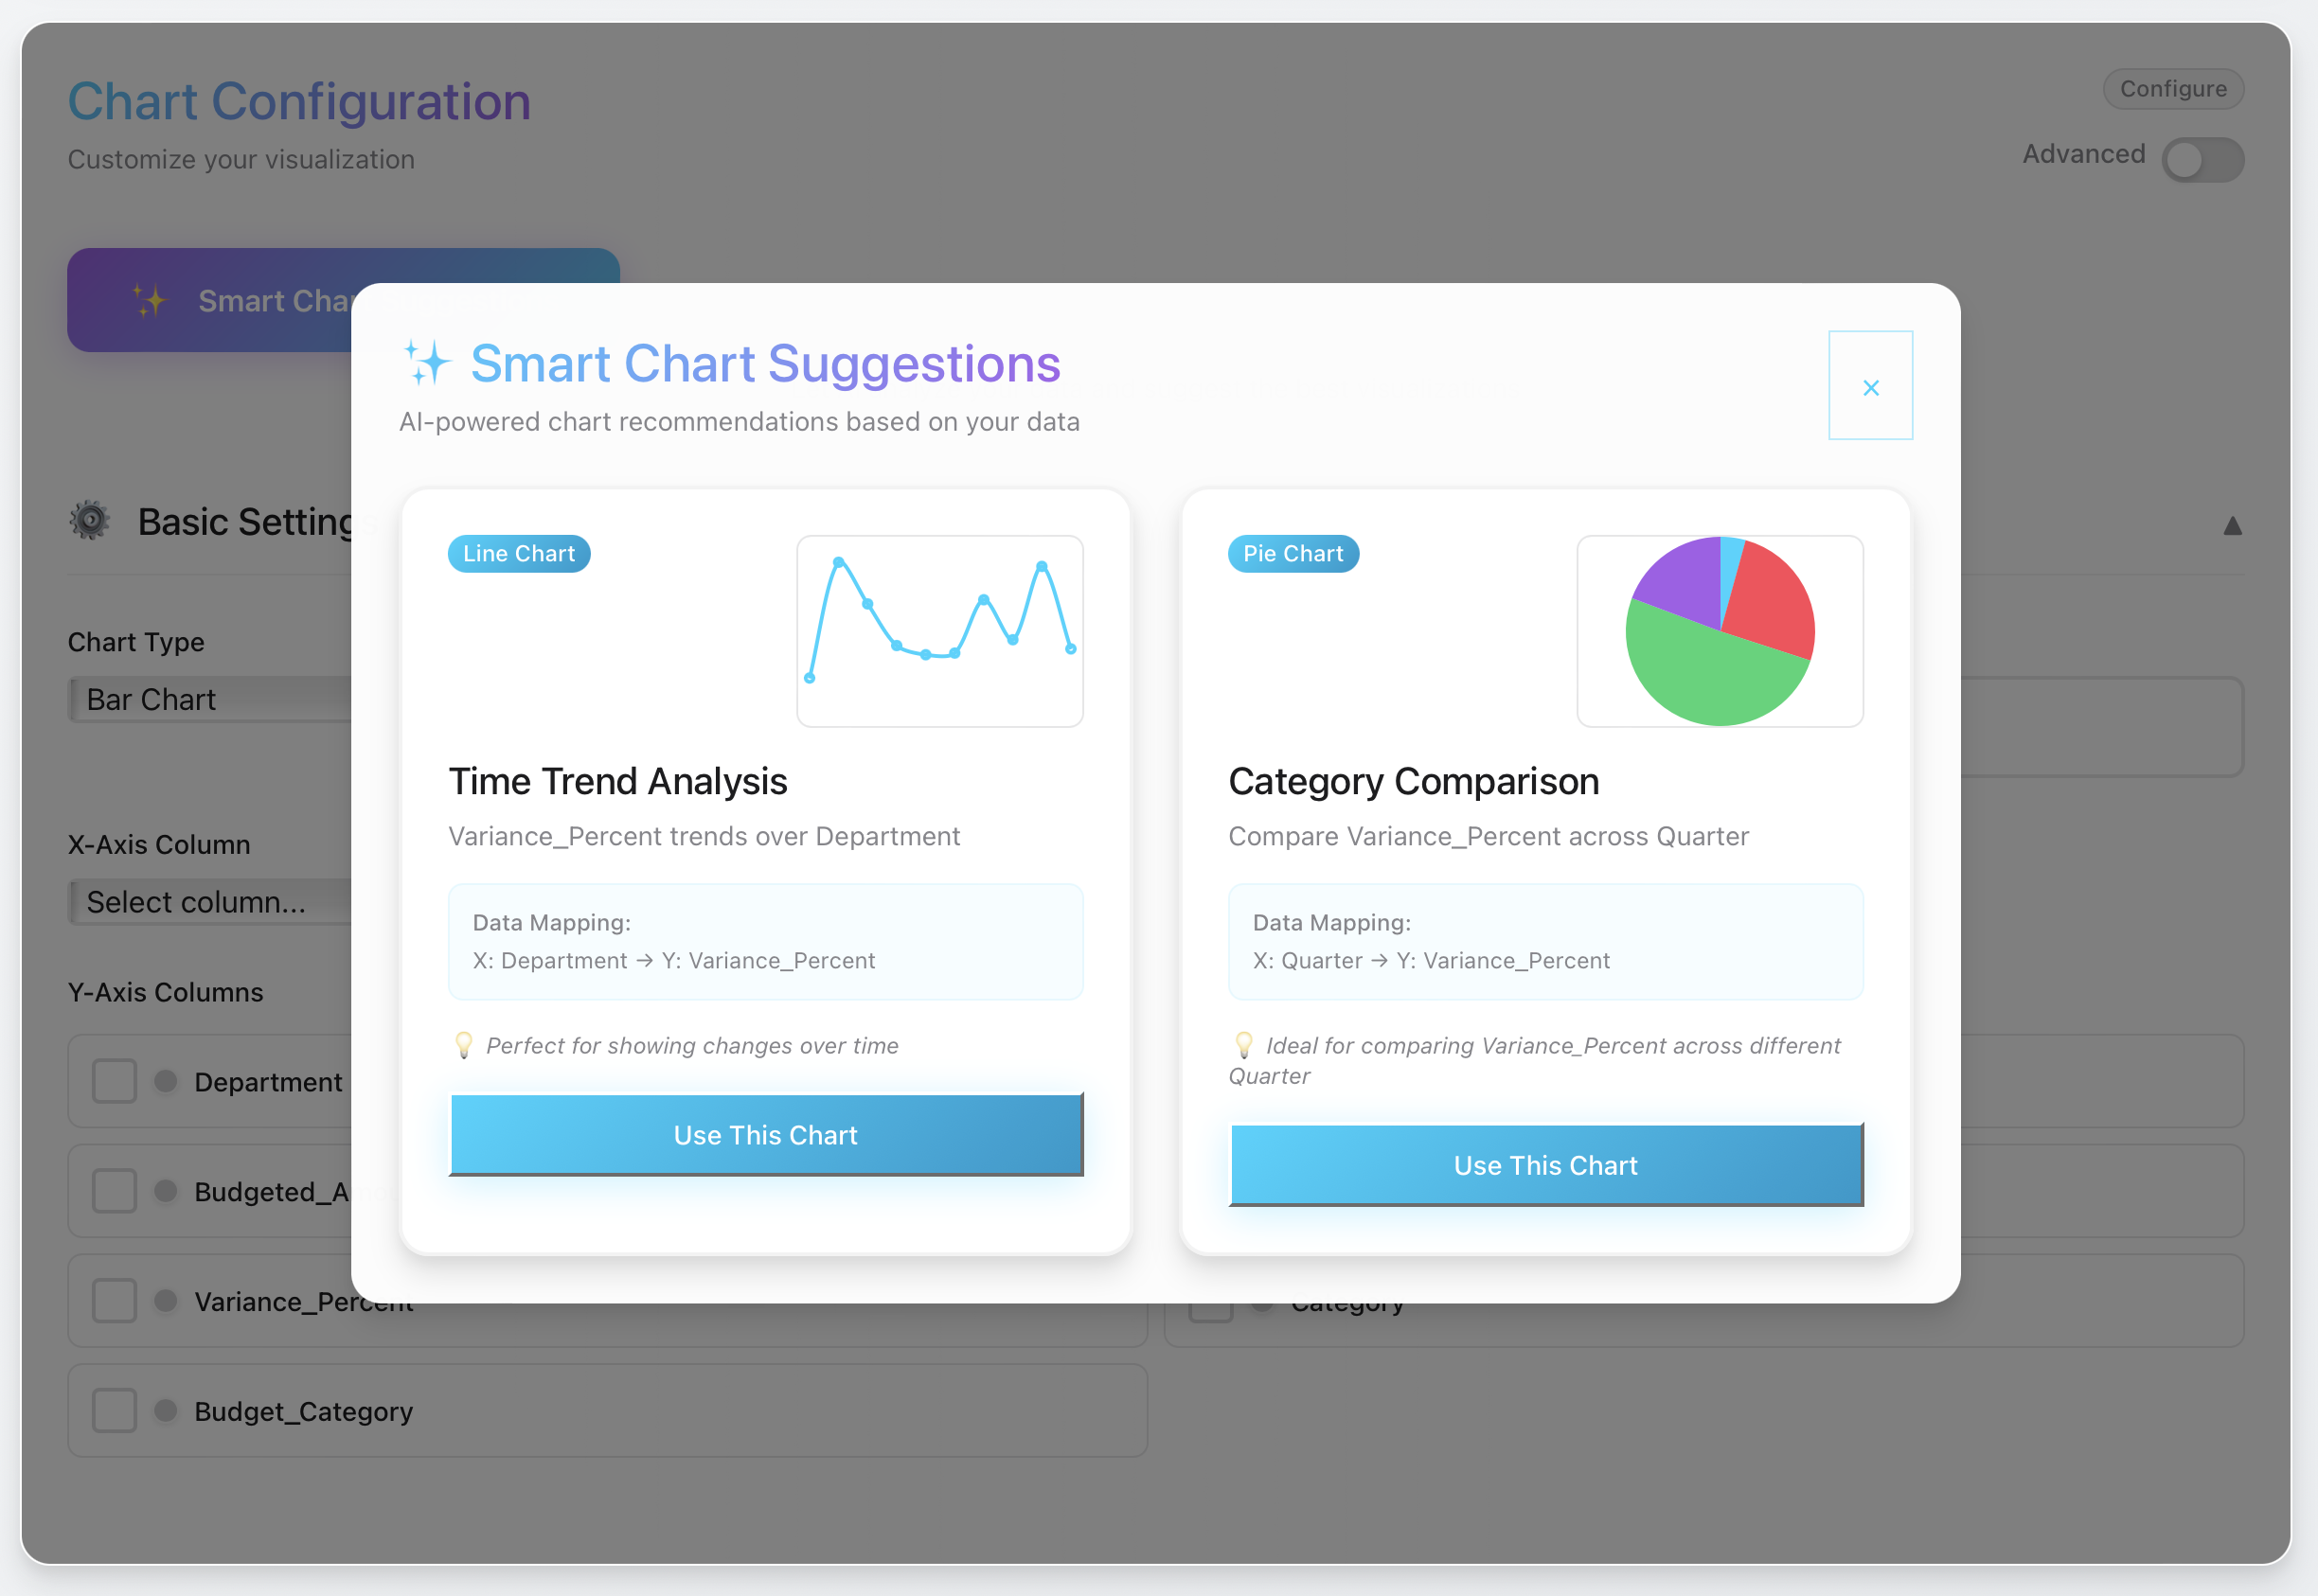 Chart Configuration
Customize your visualization
Configure
Advanced
Smart Cha
Smart Chart Suggestions
AI-powered chart recommendations based on your data
×
Line Chart
Time Trend Analysis
Variance_Percent trends over Department
Data Mapping:
X: Department → Y: Variance_Percent
Perfect for showing changes over time
Use This Chart
Pie Chart
Category Comparison
Compare Variance_Percent across Quarter
Data Mapping:
X: Quarter → Y: Variance_Percent
Ideal for comparing Variance_Percent across different
Quarter
Use This Chart
Basic Settings
Chart Type
Bar Chart
X-Axis Column
Select column...
Y-Axis Columns
Department
Budgeted_A
Variance_Percent
Category
Budget_Category